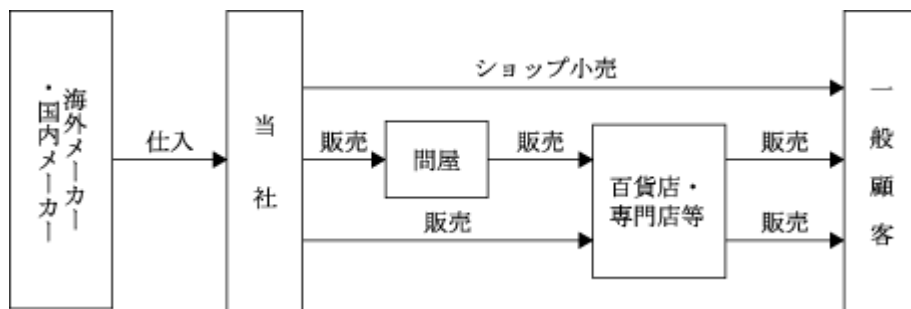 海外メーカー
・国内メーカー
仕入
当社
ショップ小売
販売
問屋
販売
販売
百貨店・
専門店等
販売
販売
一般顧客